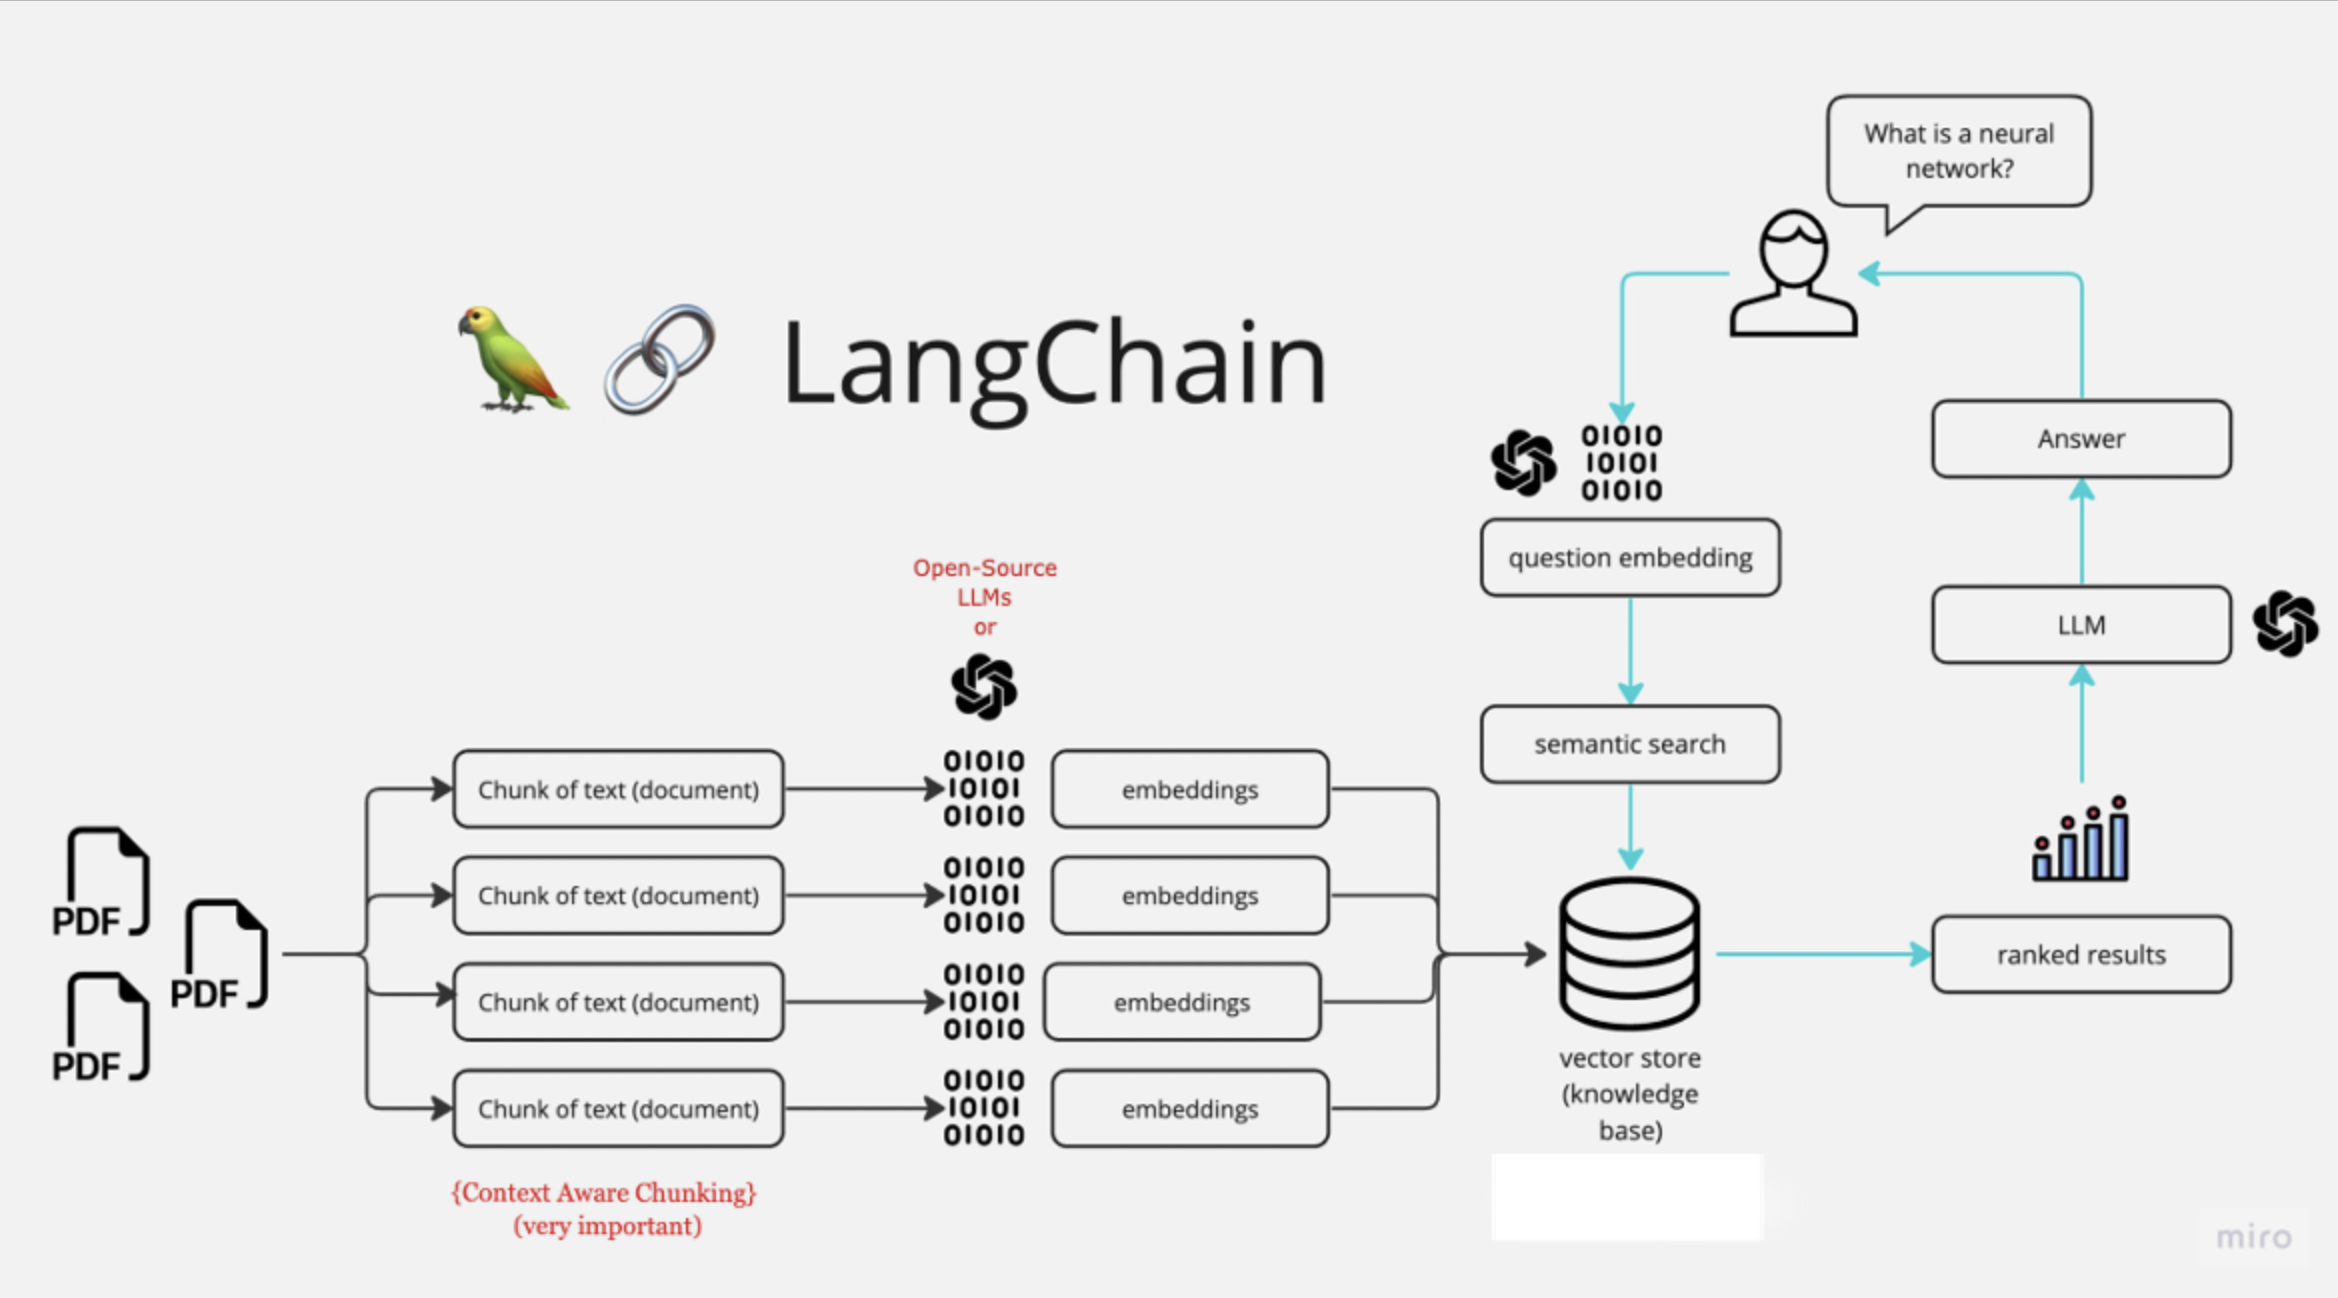 What is a neural
network?
LangChain
01010
10101
01010
Answer
question embedding
Open-Source
LLMs
or
LLM
semantic search
Chunk of text (document)
01010
10101
01010
embeddings
Chunk of text (document)
01010
10101
01010
embeddings
Chunk of text (document)
01010
10101
01010
embeddings
Chunk of text (document)
01010
10101
01010
embeddings
PDF
PDF
PDF
ranked results
vector store
(knowledge
base)
{Context Aware Chunking}
(very important)
miro